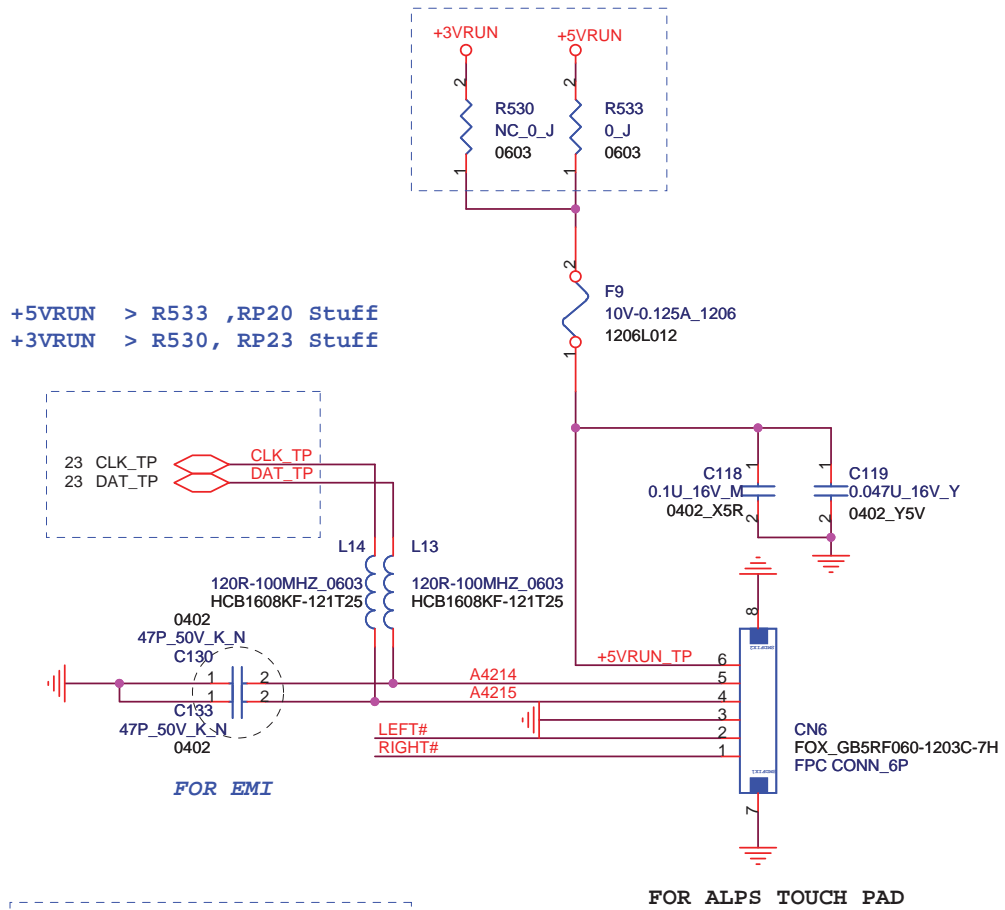 +3VRUN
+5VRUN
2
2
R530
NC_0_J
0603
R533
0_J
0603
1
1
2
F9
10V-0.125A_1206
1206L012
1
+5VRUN > R533 ,RP20 Stuff
+3VRUN > R530, RP23 Stuff
23 CLK_TP
CLK_TP
23 DAT_TP
DAT_TP
1
C118
0.1U_16V_M
0402_X5R
2
1
C119
0.047U_16V_Y
0402_Y5V
2
L14
L13
120R-100MHZ_0603
HCB1608KF-121T25
120R-100MHZ_0603
HCB1608KF-121T25
0402
47P_50V_K_N
C130
1
2
1
2
C133
47P_50V_K_N
0402
FOR EMI
8
+5VRUN_TP
6
A4214
5
A4215
4
3
LEFT#
2
RIGHT#
1
CN6
FOX_GB5RF060-1203C-7H
FPC CONN_6P
7
FOR ALPS TOUCH PAD